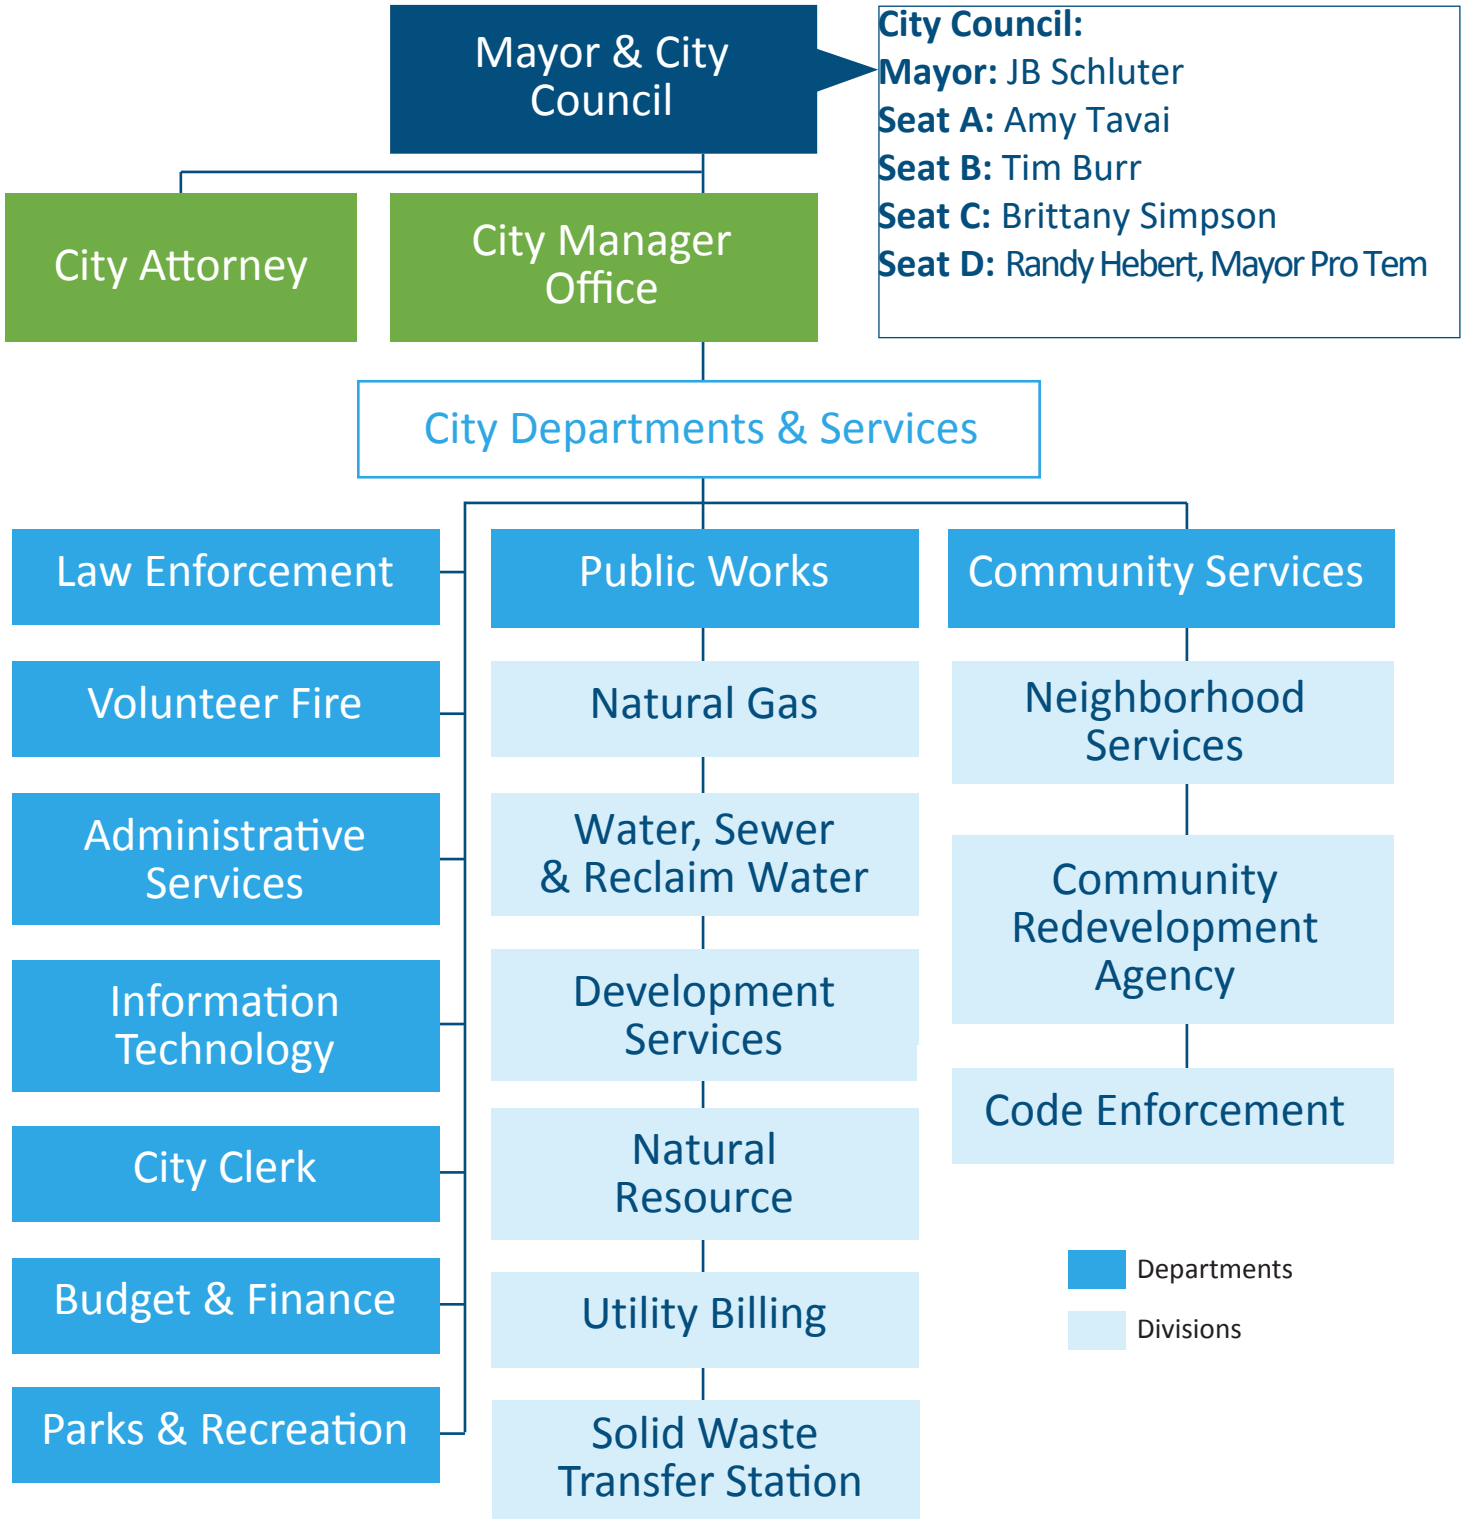 Mayor & City
Council
City Council:
Mayor: JB Schluter
Seat A: Amy Tavai
Seat B: Tim Burr
Seat C: Brittany Simpson
Seat D: Randy Hebert, Mayor Pro Tem
City Attorney
City Manager
Office
City Departments & Services
Law Enforcement
Volunteer Fire
Administrative
Services
Information
Technology
City Clerk
Budget & Finance
Parks & Recreation
Public Works
Natural Gas
Water, Sewer
& Reclaim Water
Development
Services
Natural
Resource
Utility Billing
Solid Waste
Transfer Station
Community Services
Neighborhood
Services
Community
Redevelopment
Agency
Code Enforcement
Departments
Divisions